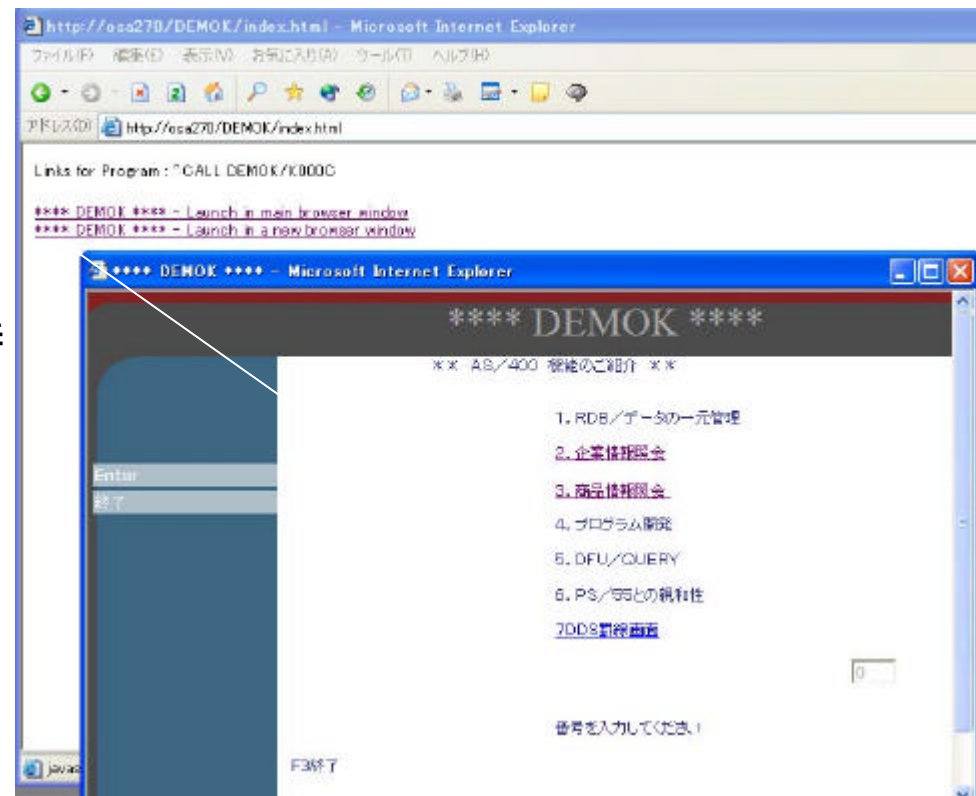 http://osa270/DEMOK/index.html - Microsoft Internet Explorer
ファイル(F) 編集(E) 表示(V) お気に入り(A) ツール(T) ヘルプ(H)
アドレス(D) http://osa270/DEMOK/index.html
Links for Program : "CALL DEMOK/K000C
**** DEMOK **** - Launch in main browser window
**** DEMOK **** - Launch in a new browser window
**** DEMOK **** - Microsoft Internet Explorer
**** DEMOK ****
** AS/400 機能のご紹介 **
1. RDB/データの一元管理
2. 企業情報照会
3. 商品情報照会
4. プログラム開発
5. DFU/QUERY
6. PS/55との親和性
7DDS罫線画面
Enter
終了
0
番号を入力してください
F3終了